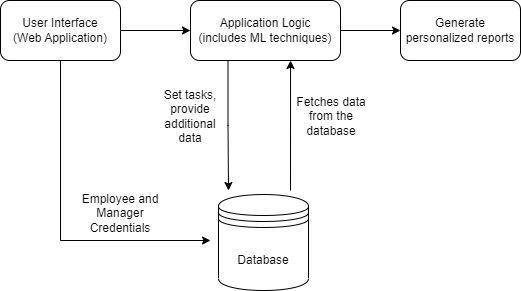 User Interface
(Web Application)
Application Logic
(includes ML techniques)
Generate
personalized reports
Set tasks,
provide
additional
data
Fetches data
from the
database
Employee and
Manager
Credentials
Database